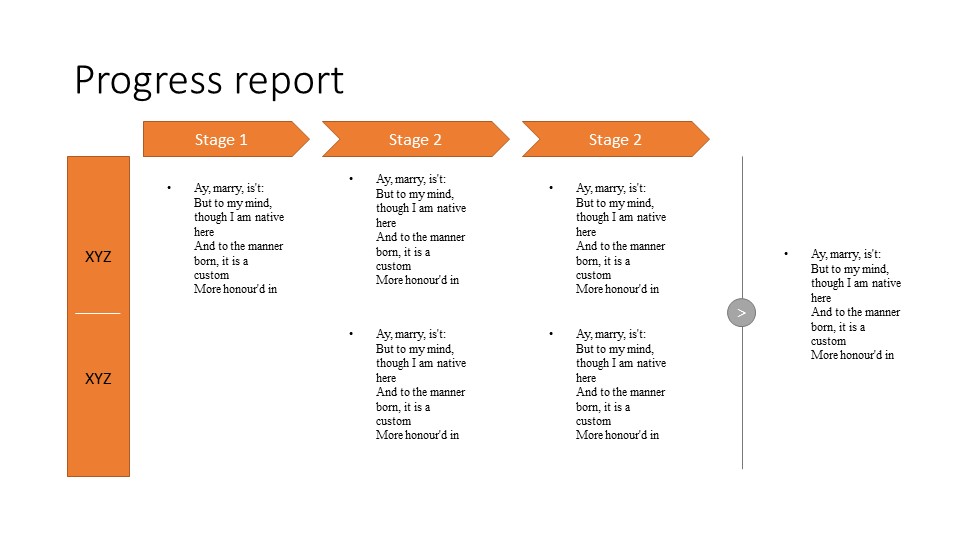 Progress report
Stage 1
Stage 2
Stage 2
XYZ
• Ay, marry, is't:
But to my mind,
though I am native
here
And to the manner
born, it is a
custom
More honour'd in
• Ay, marry, is't:
But to my mind,
though I am native
here
And to the manner
born, it is a
custom
More honour'd in
• Ay, marry, is't:
But to my mind,
though I am native
here
And to the manner
born, it is a
custom
More honour'd in
XYZ
• Ay, marry, is't:
But to my mind,
though I am native
here
And to the manner
born, it is a
custom
More honour'd in
• Ay, marry, is't:
But to my mind,
though I am native
here
And to the manner
born, it is a
custom
More honour'd in
>
• Ay, marry, is't:
But to my mind,
though I am native
here
And to the manner
born, it is a
custom
More honour'd in